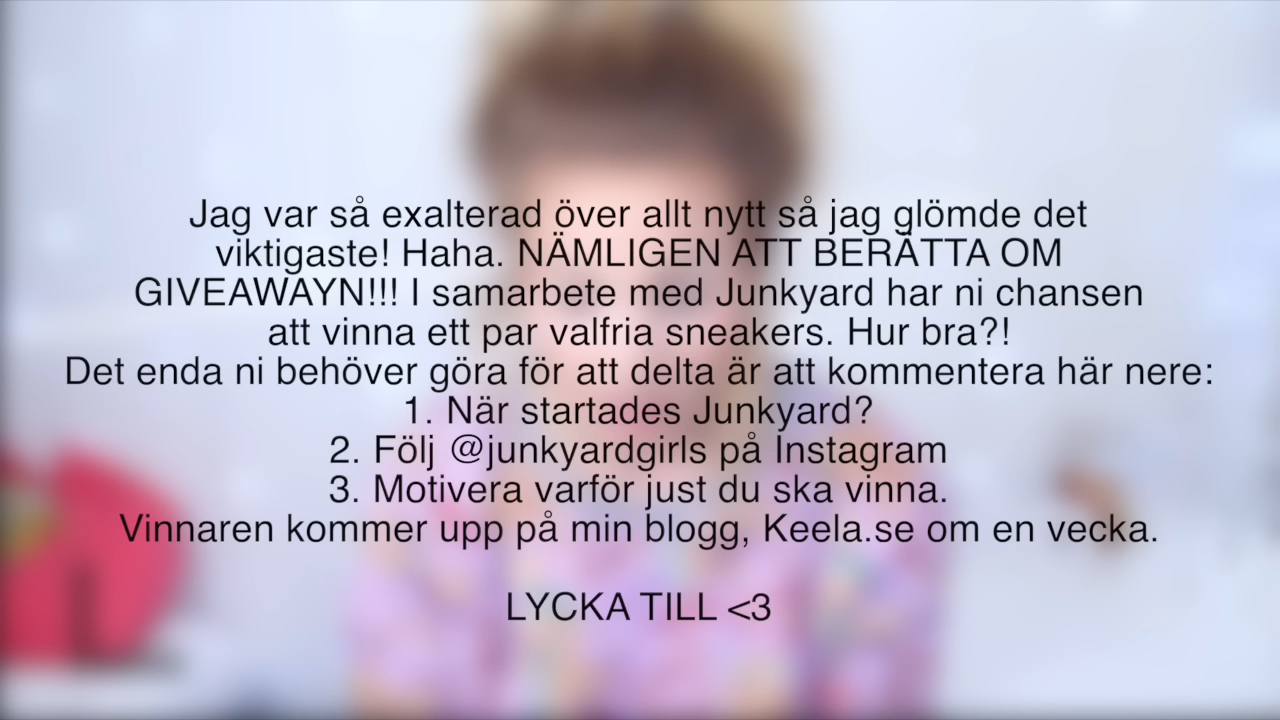 Jag var så exalterad över allt nytt så jag glömde det
viktigaste! Haha. NÄMLIGEN ATT BERÄTTA OM
GIVEAWAYN!!! I samarbete med Junkyard har ni chansen
att vinna ett par valfria sneakers. Hur bra?!
Det enda ni behöver göra för att delta är att kommentera här nere:
1. När startades Junkyard?
2. Följ @junkyardgirls på Instagram
3. Motivera varför just du ska vinna.
Vinnaren kommer upp på min blogg, Keela.se om en vecka.
LYCKA TILL <3